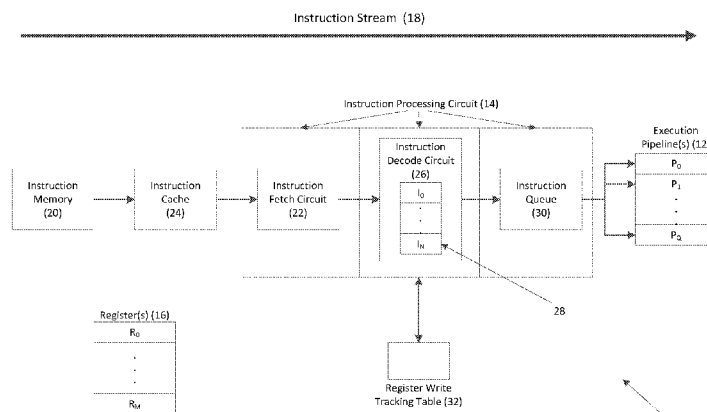 Instruction Stream (18)
Instruction Processing Circuit (14)
Instruction
Memory
(20)
Instruction
Cache
(24)
Instruction
Fetch Circuit
(22)
Instruction
Decode Circuit
(26)
I0
.
.
.
IN
28
Instruction
Queue
(30)
Execution
Pipeline(s) (12
P0
P1
.
.
PQ
Register(s) (16)
R0
.
.
.
RM
Register Write
Tracking Table (32)